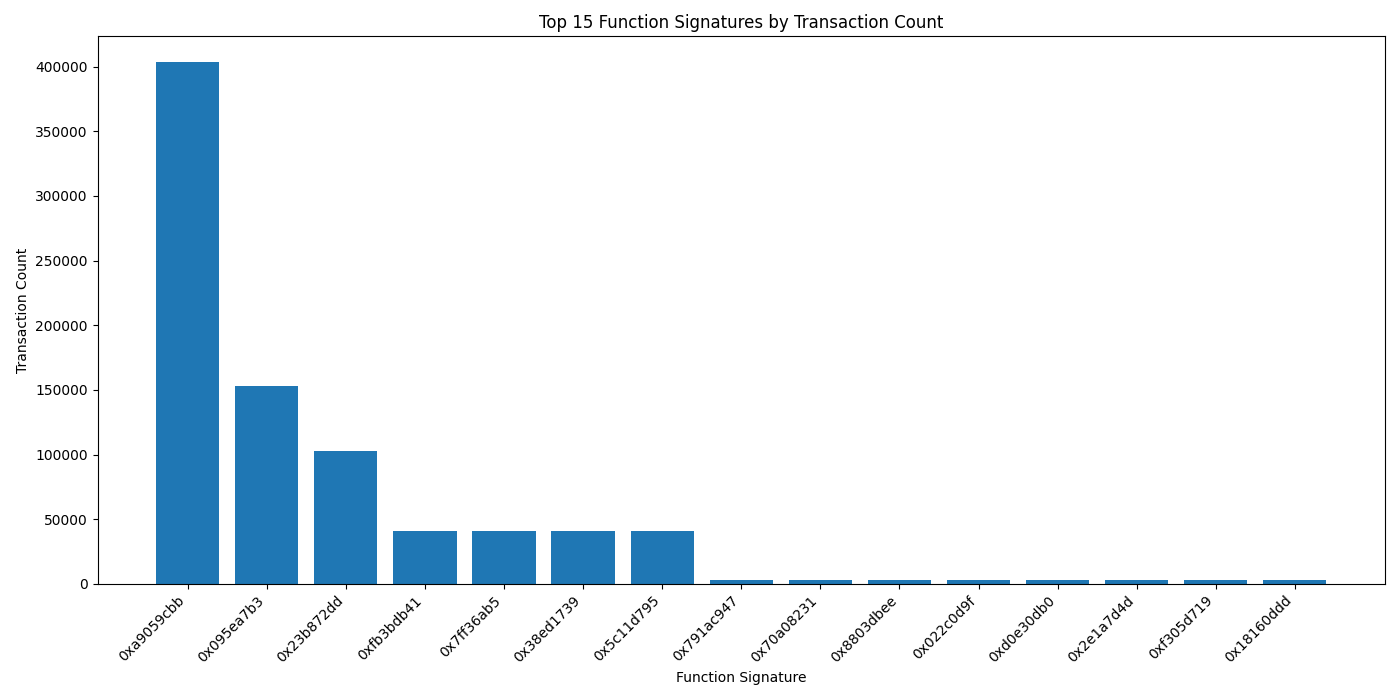 Top 15 Function Signatures by Transaction Count
Transaction Count
400000
350000
300000
250000
200000
150000
100000
50000
0
0xa9059cbb
0x095ea7b3
0x23b872dd
0xfb3bdb41
0x7ff36ab5
0x38ed1739
0x5c11d795
0x791ac947
0x70a08231
0x8803dbee
0x022c0d9f
0xd0e30db0
0x2e1a7d4d
0xf305d719
0x18160ddd
Function Signature